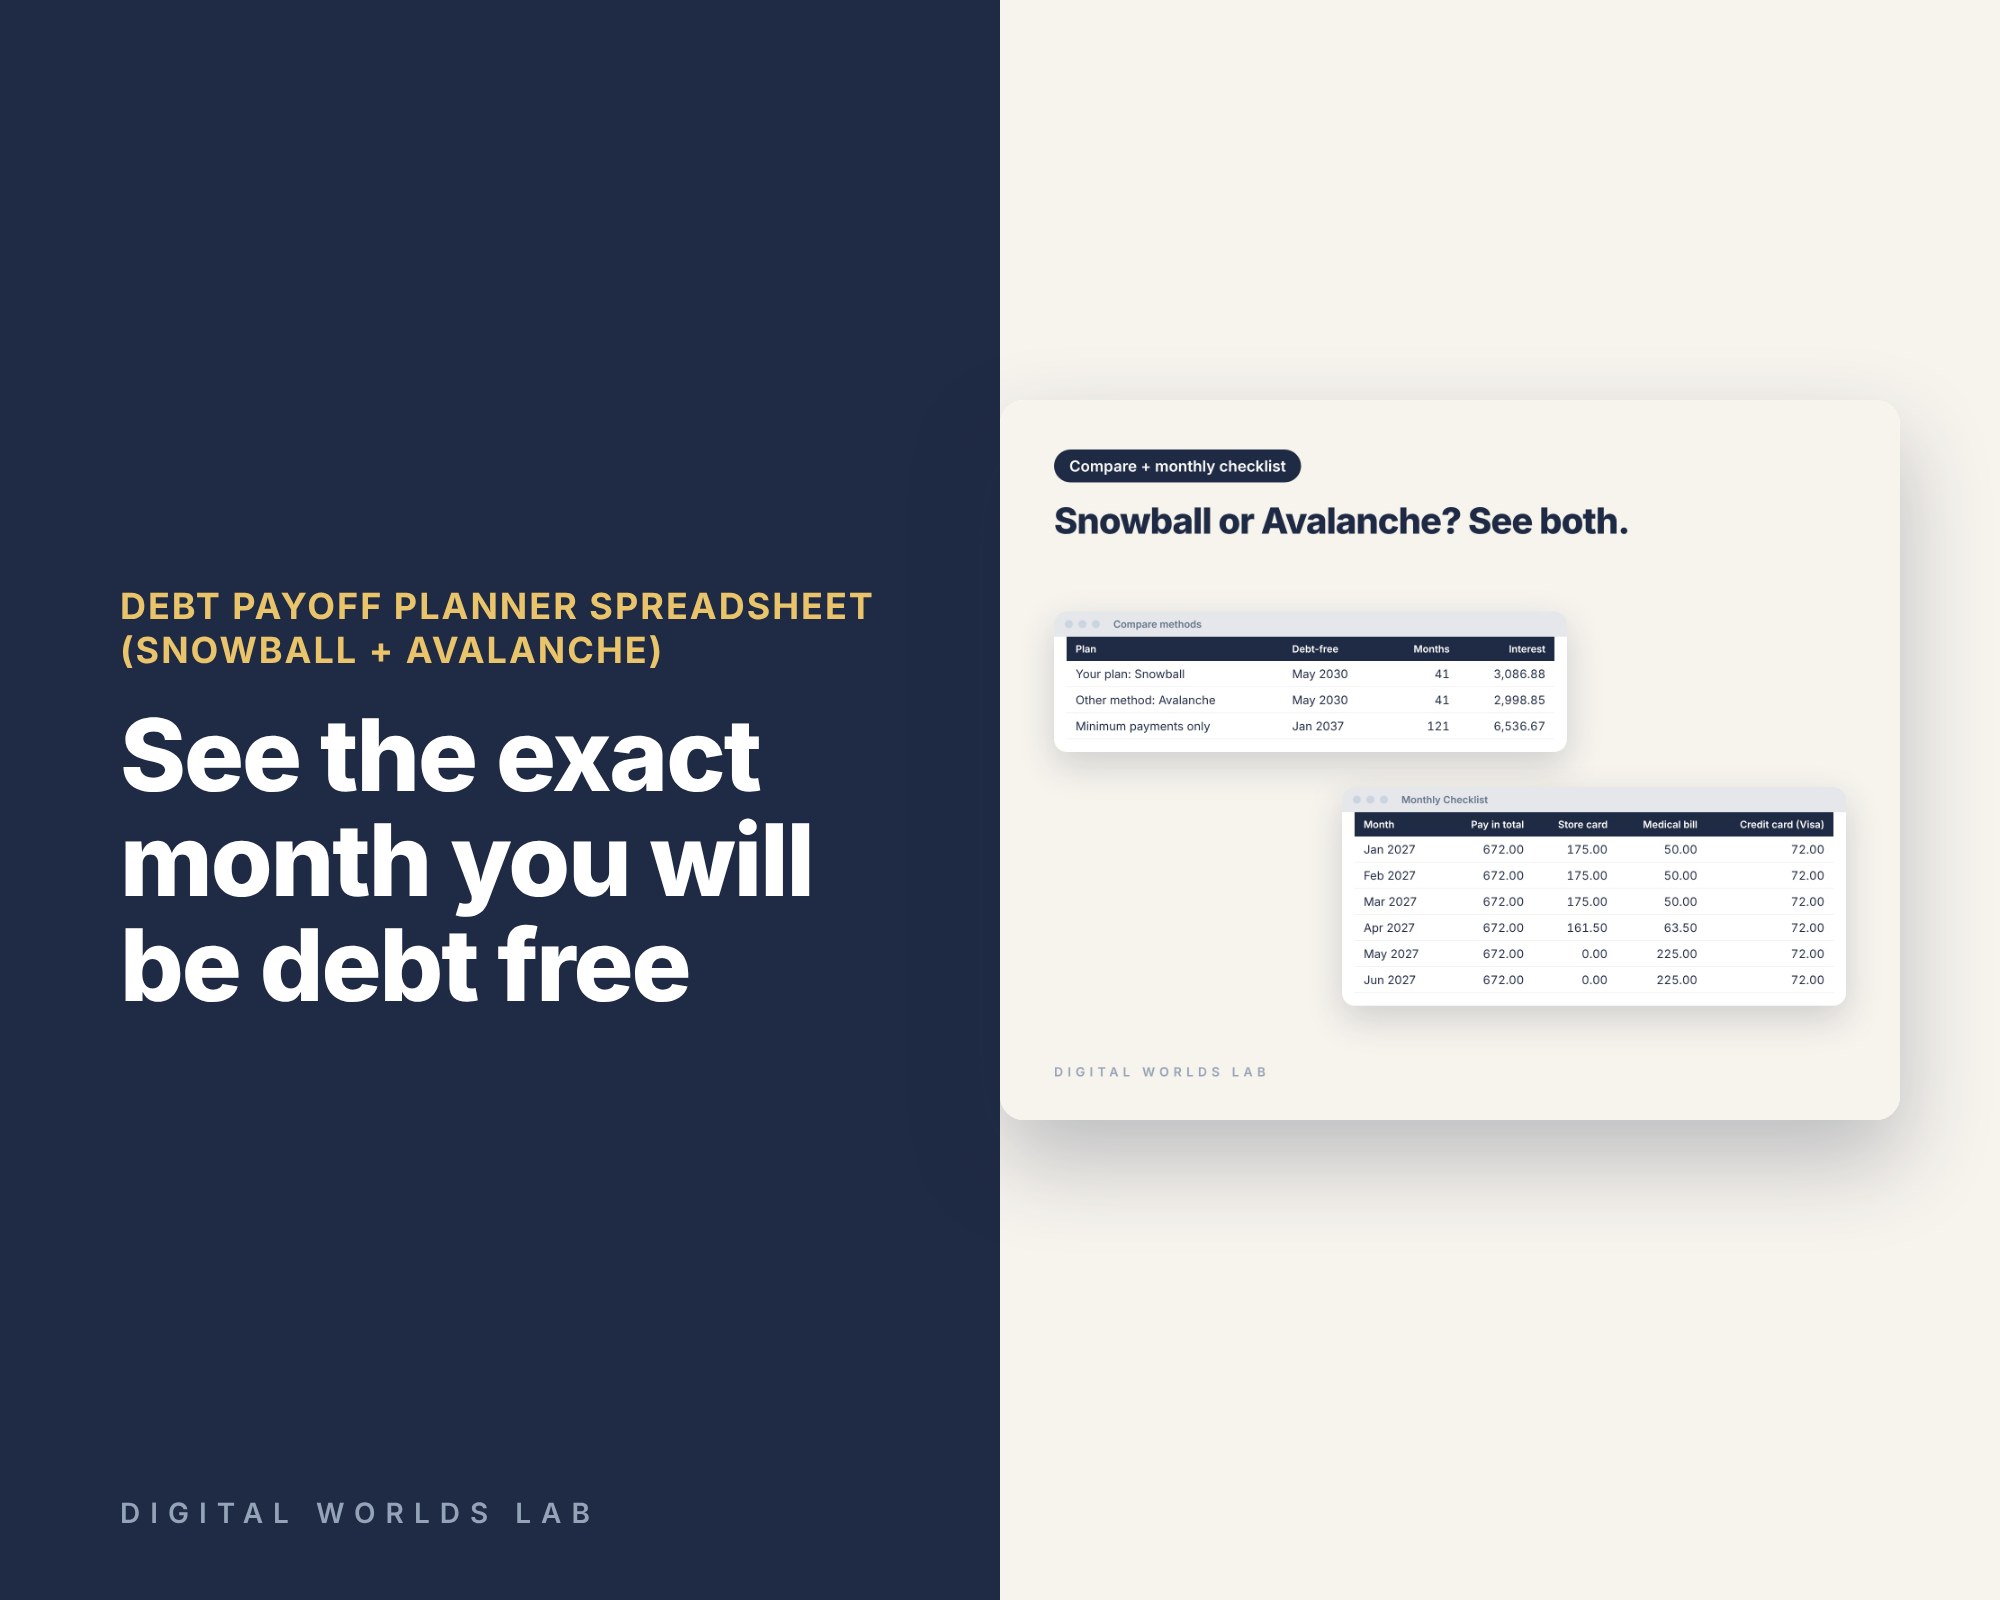 DEBT PAYOFF PLANNER SPREADSHEET
(SNOWBALL + AVALANCHE)
See the exact
month you will
be debt free
DIGITAL WORLDS LAB
Compare + monthly checklist
Snowball or Avalanche? See both.
Compare methods
Plan Debt-free Months Interest
Your plan: Snowball May 2030 41 3,086.88
Other method: Avalanche May 2030 41 2,998.85
Minimum payments only Jan 2037 121 6,536.67
Monthly Checklist
Month Pay in total Store card Medical bill Credit card (Visa)
Jan 2027 672.00 175.00 50.00 72.00
Feb 2027 672.00 175.00 50.00 72.00
Mar 2027 672.00 175.00 50.00 72.00
Apr 2027 672.00 161.50 63.50 72.00
May 2027 672.00 0.00 225.00 72.00
Jun 2027 672.00 0.00 225.00 72.00
DIGITAL WORLDS LAB